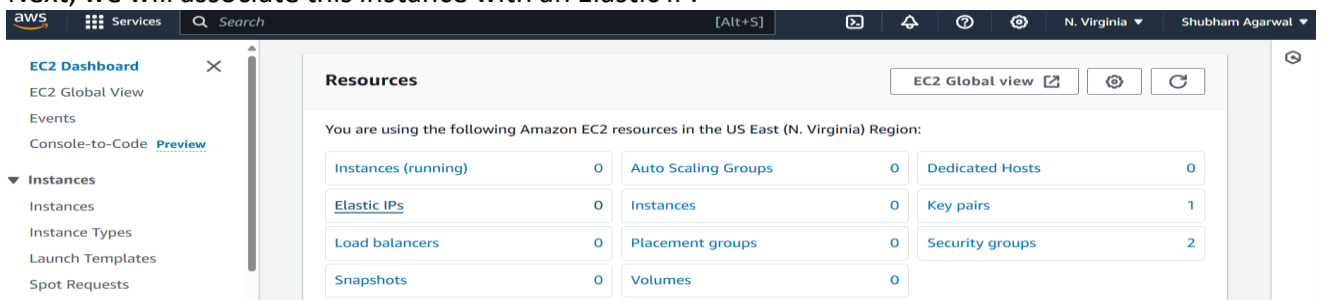 Next, we will associate this instance with an Elastic IP.
aws Services Search [Alt+S] N. Virginia Shubham Agarwal
EC2 Dashboard
EC2 Global View
Events
Console-to-Code Preview
Instances
Instances
Instance Types
Launch Templates
Spot Requests
Resources
EC2 Global view
You are using the following Amazon EC2 resources in the US East (N. Virginia) Region:
Instances (running) 0 Auto Scaling Groups 0 Dedicated Hosts 0
Elastic IPs 0 Instances 0 Key pairs 1
Load balancers 0 Placement groups 0 Security groups 2
Snapshots 0 Volumes 0